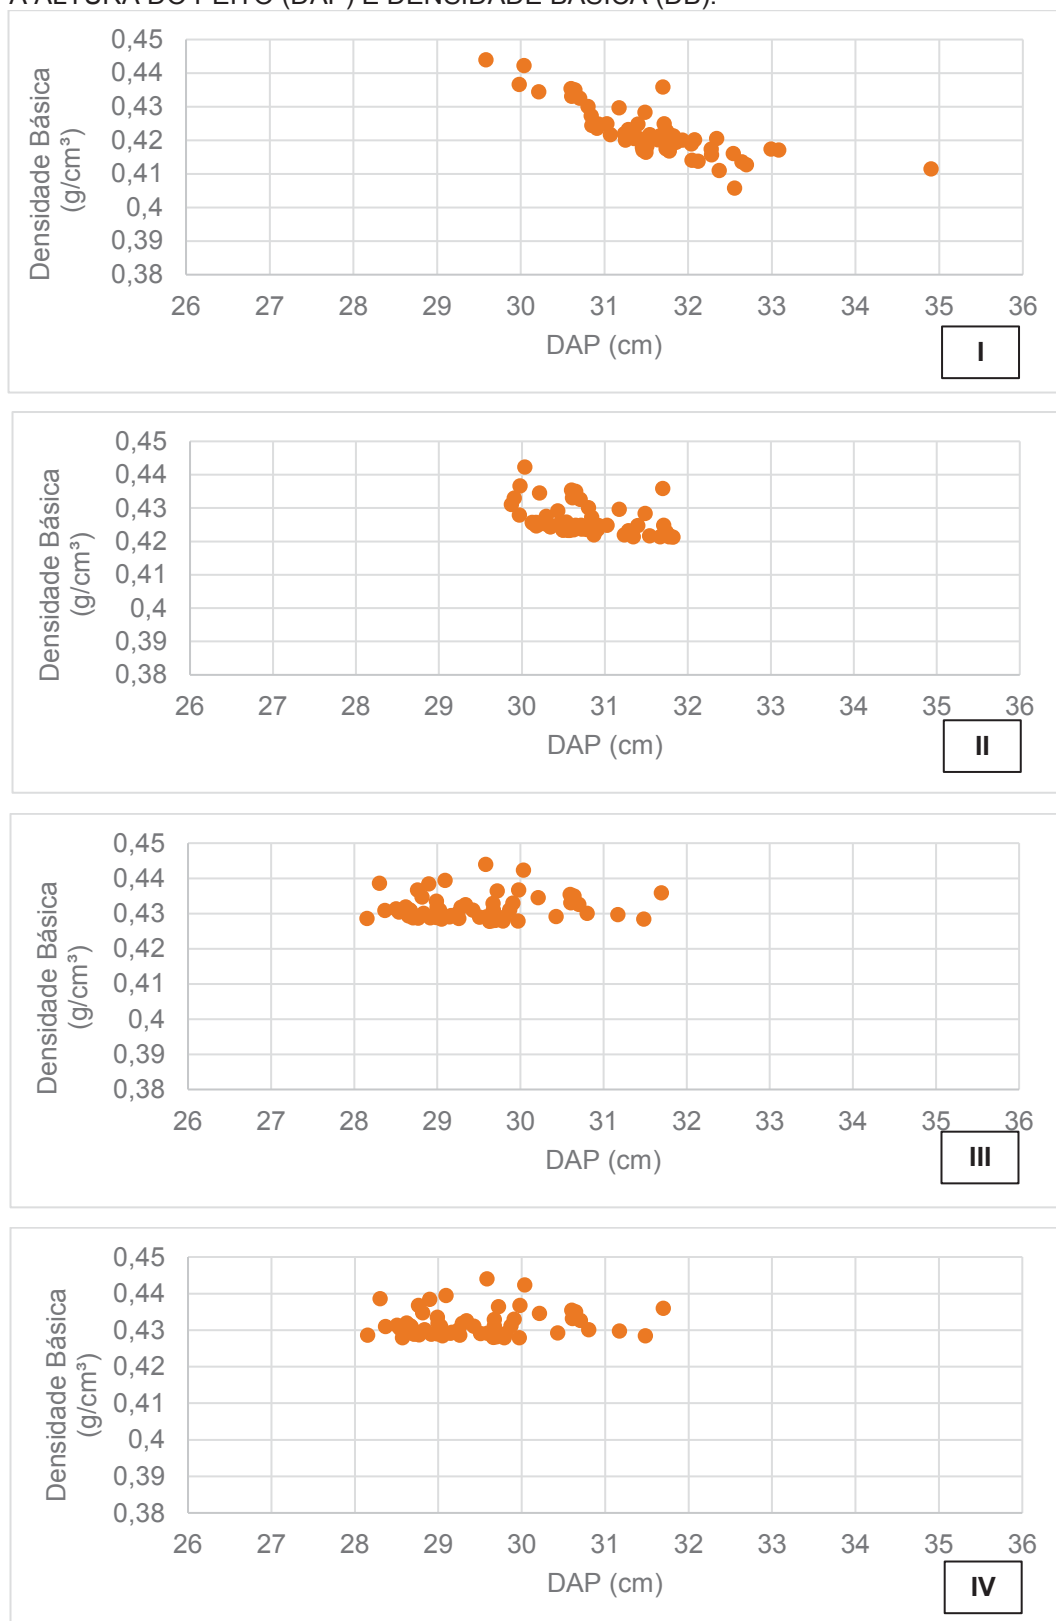 À ALTURA DO PEITO (DAP) E DENSIDADE BÁSICA (DB).
0,45
0,44
0,43
0,42
0,41
0,4
0,39
0,38
Densidade Básica
(g/cm³)
26 27 28 29 30 31 32 33 34 35 36
DAP (cm)
I
0,45
0,44
0,43
0,42
0,41
0,4
0,39
0,38
Densidade Básica
(g/cm³)
26 27 28 29 30 31 32 33 34 35 36
DAP (cm)
II
0,45
0,44
0,43
0,42
0,41
0,4
0,39
0,38
Densidade Básica
(g/cm³)
26 27 28 29 30 31 32 33 34 35 36
DAP (cm)
III
0,45
0,44
0,43
0,42
0,41
0,4
0,39
0,38
Densidade Básica
(g/cm³)
26 27 28 29 30 31 32 33 34 35 36
DAP (cm)
IV